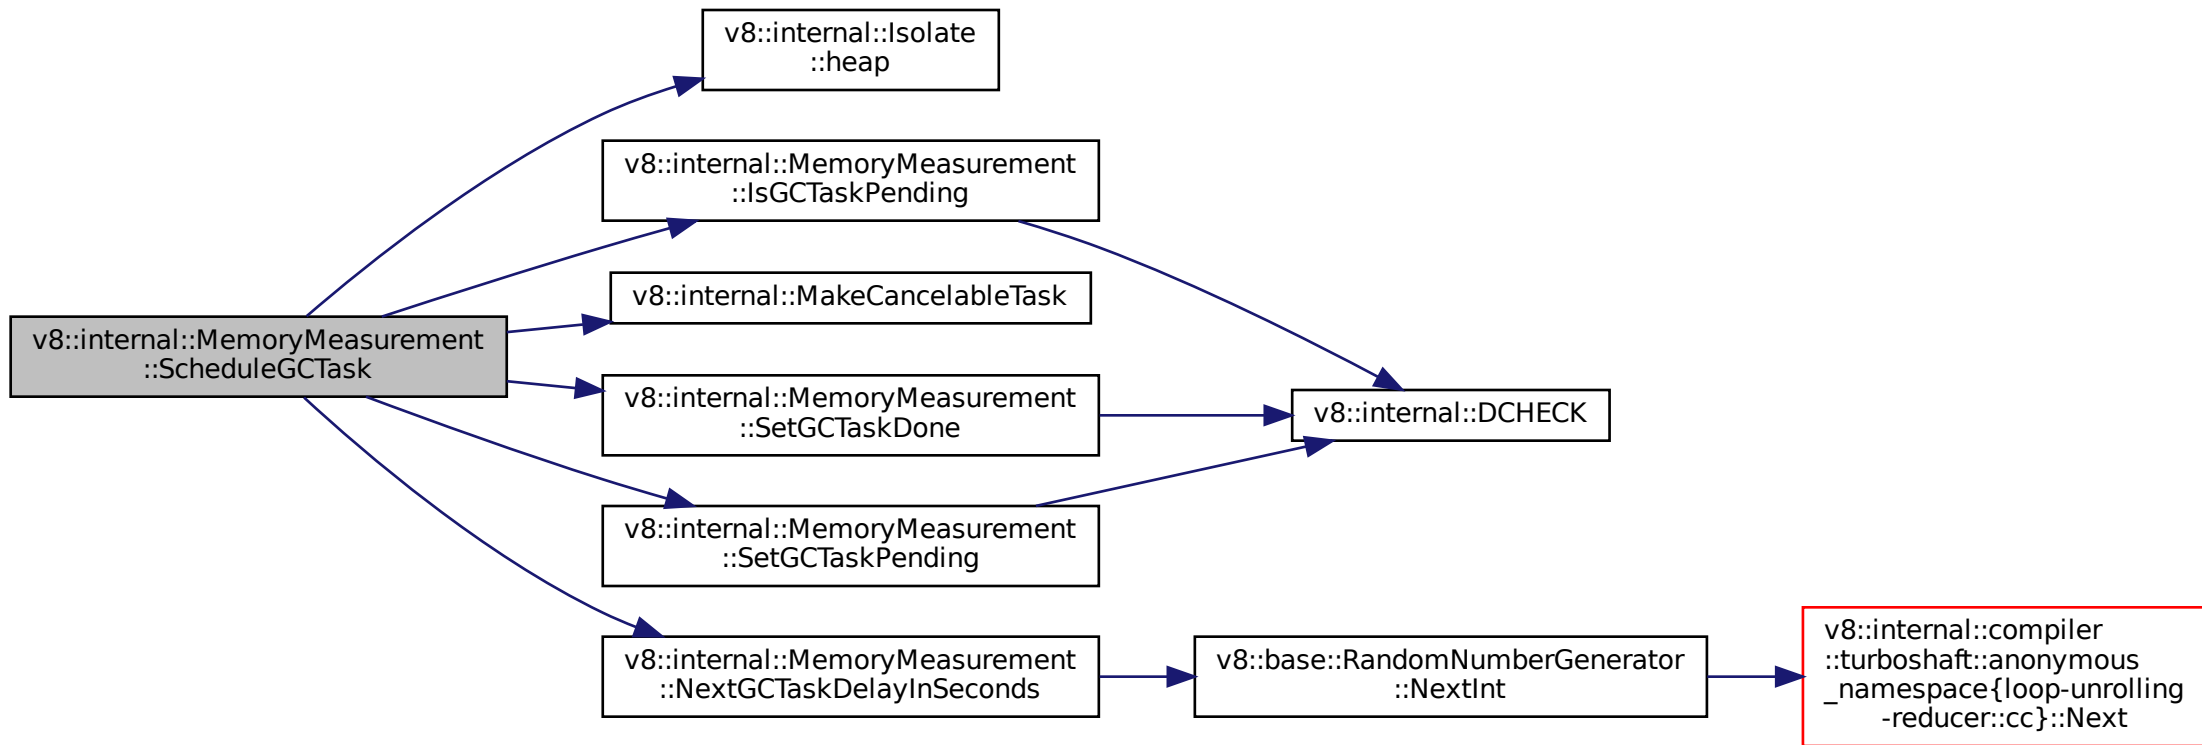 v8::internal::Isolate
::heap
v8::internal::MemoryMeasurement
::IsGCTaskPending
v8::internal::MakeCancelableTask
v8::internal::MemoryMeasurement
::ScheduleGCTask
v8::internal::MemoryMeasurement
::SetGCTaskDone
v8::internal::DCHECK
v8::internal::MemoryMeasurement
::SetGCTaskPending
v8::internal::MemoryMeasurement
::NextGCTaskDelayInSeconds
v8::base::RandomNumberGenerator
::NextInt
v8::internal::compiler
::turboshaft::anonymous
_namespace{loop-unrolling
-reducer::cc}::Next